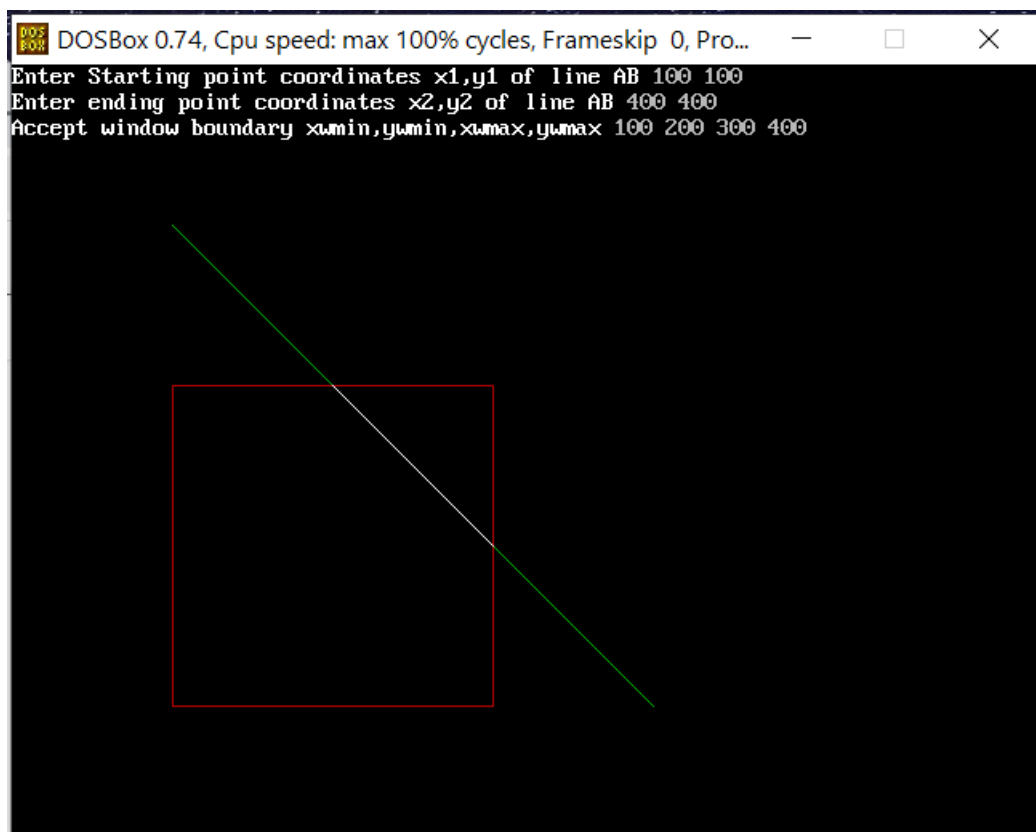 DOSBox 0.74, Cpu speed: max 100% cycles, Frameskip 0, Pro...
Enter Starting point coordinates x1,y1 of line AB 100 100
Enter ending point coordinates x2,y2 of line AB 400 400
Accept window boundary xwmin,ywmin,xwmax,ywmax 100 200 300 400